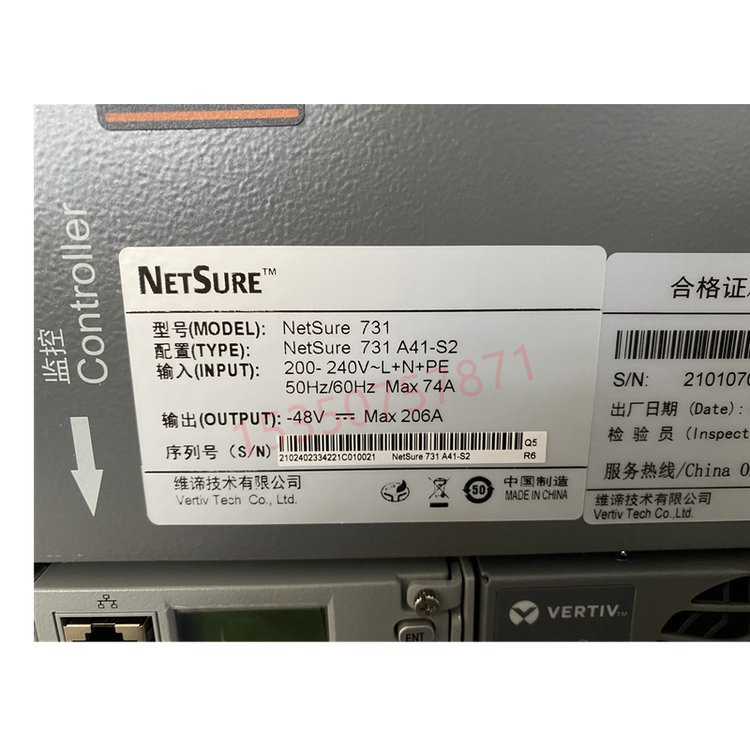 监控
Controller
NETSURE™
型号(MODEL): NetSure 731
配置(TYPE): NetSure 731 A41-S2
输入(INPUT): 200- 240V~L+N+PE
50Hz/60Hz Max 74A
输出(OUTPUT): -48V ⎓ Max 206A
序列号 (S/N)
2102402334221C010021 NetSure 731 A41-S2
Q5
R6
维谛技术有限公司
Vertiv Tech Co., Ltd.
50
中国制造
MADE IN CHINA
合格证
S/N: 2101070
出厂日期 (Date):
检 验 员 (Inspect
服务热线/China
维谛技术有限公司
Vertiv Tech Co.,Ltd.
ENT
VERTIV™
15350757871